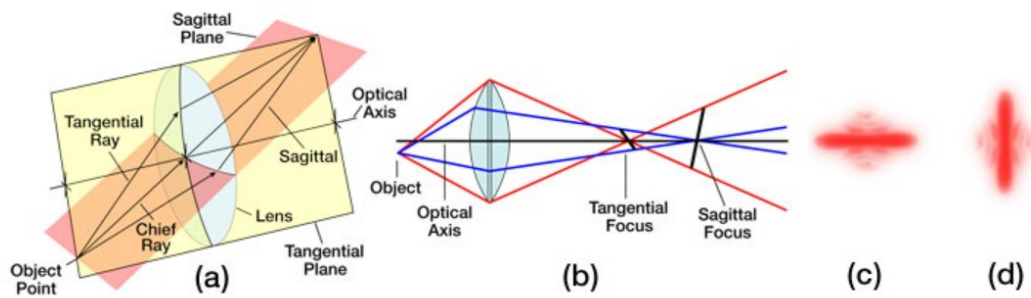 Sagittal
Plane
Optical
Axis
Tangential
Ray
Sagittal
Lens
Chief
Ray
Object
Point
Tangential
Plane
(a)
Object
Optical
Axis
Tangential
Focus
Sagittal
Focus
(b)
(c)
(d)